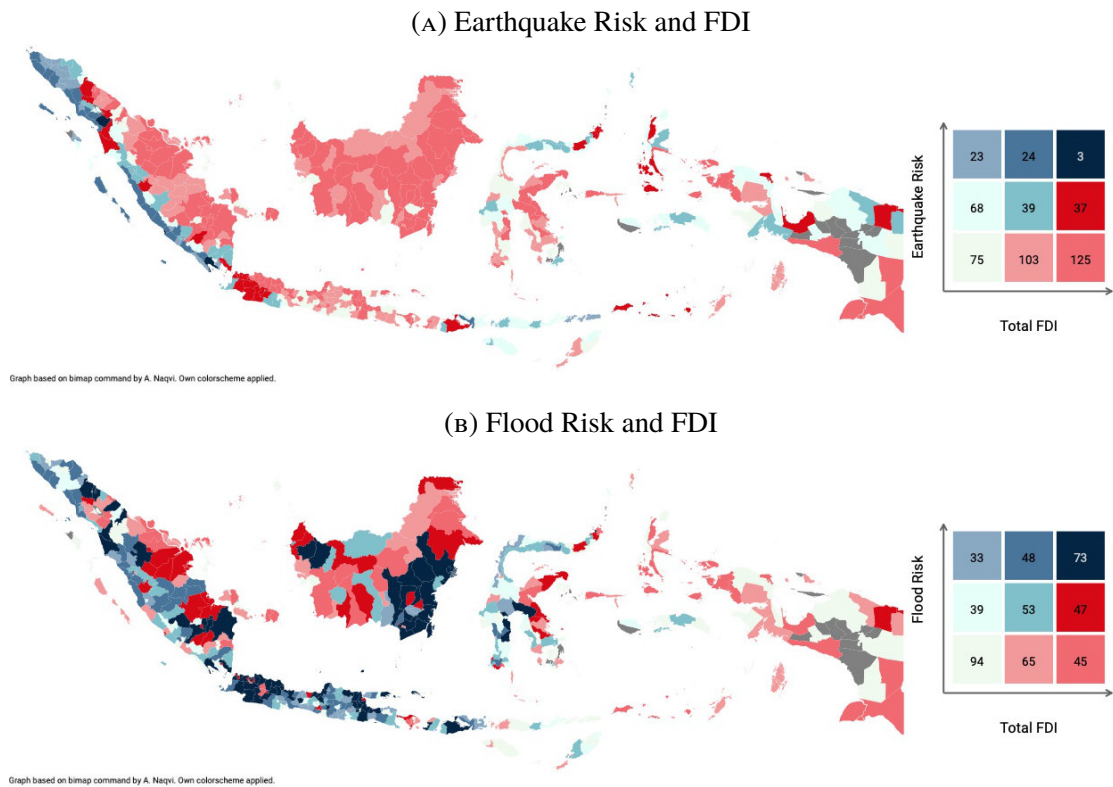 (A) Earthquake Risk and FDI
23 24 3
68 39 37
75 103 125
Earthquake Risk
Total FDI
Graph based on bimap command by A. Naqvi. Own colorscheme applied.
(B) Flood Risk and FDI
33 48 73
39 53 47
94 65 45
Flood Risk
Total FDI
Graph based on bimap command by A. Naqvi. Own colorscheme applied.